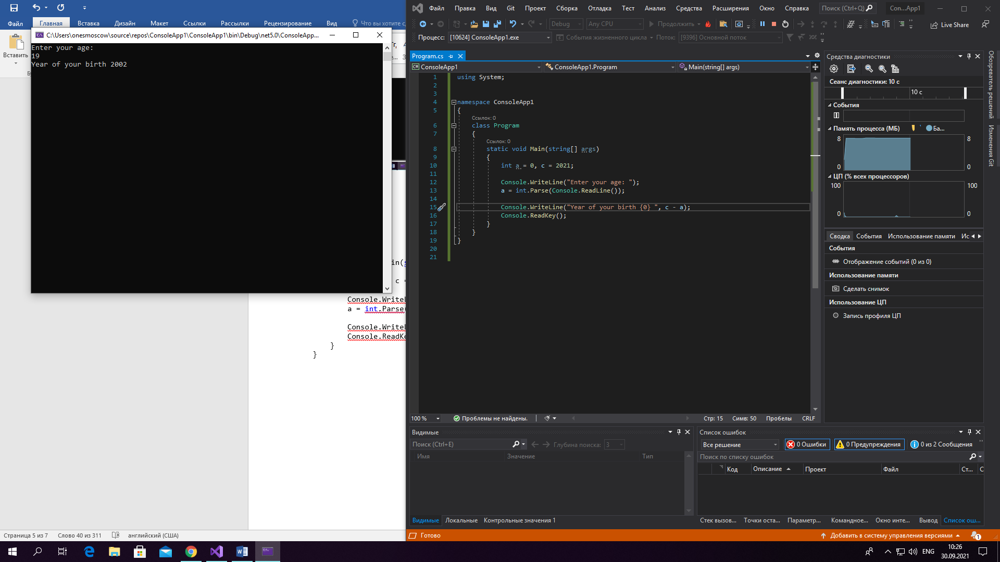 Файл
Главная
Вставка
Дизайн
Макет
Ссылки
Рассылки
Рецензирование
Вид
Что вы хотите
Вставить
C:\Users\onesmoscow\source\repos\ConsoleApp1\ConsoleApp1\bin\Debug\net5.0\ConsoleApp...
Enter your age:
19
Year of your birth 2002
in(
c =
Console.Write
a = int.Parse(
Console.Write
Console.ReadKe
}
}
Страница 5 из 7
Слово 40 из 311
английский (США)
Файл Правка Вид Git Проект Сборка Отладка Тест Анализ Средства Расширения Окно Справка
Поиск (Ctrl+Q)
Con...App1
Debug
Any CPU
Продолжить
Live Share
Процесс: [10624] ConsoleApp1.exe
События жизненного цикла
Поток: [9396] Основной поток
Program.cs
ConsoleApp1
ConsoleApp1.Program
Main(string[] args)
1 using System;
2
3
4 namespace ConsoleApp1
5 {
Ссылок: 0
6 class Program
7 {
Ссылок: 0
8 static void Main(string[] args)
9 {
10 int a = 0, c = 2021;
11
12 Console.WriteLine("Enter your age: ");
13 a = int.Parse(Console.ReadLine());
14
15 Console.WriteLine("Year of your birth {0} ", c - a);
16 Console.ReadKey();
17 }
18 }
19 }
20
21
100 %
Проблемы не найдены.
Стр: 15
Симв: 50
Пробелы
CRLF
Средства диагностики
Сеанс диагностики: 10 с
10 с
События
Память процесса (МБ)
Ба...
8
8
0
0
ЦП (% всех процессоров)
100
100
0
0
Сводка События Использование памяти Ис
События
Отображение событий (0 из 0)
Использование памяти
Сделать снимок
Использование ЦП
Запись профиля ЦП
Обозреватель решений
Изменения Git
Видимые
Поиск (Ctrl+E)
Глубина поиска: 3
Имя
Значение
Тип
Видимые
Локальные
Контрольные значения 1
Список ошибок
Все решение
0 Ошибки
0 Предупреждения
0 из 2 Сообщения
Поиск по списку ошибок
Код
Описание
Проект
Файл
Ст...
С
Стек вызов...
Точки оста...
Параметр...
Командное...
Окно инте...
Вывод
Список ош...
Готово
Добавить в систему управления версиями
1
ENG
10:26
30.09.2021